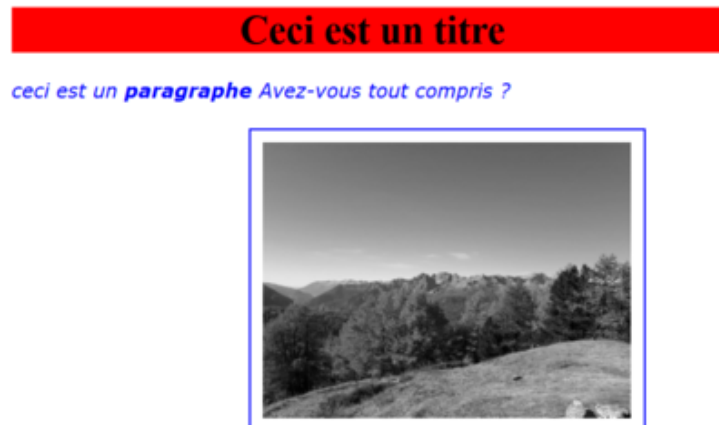 Ceci est un titre
ceci est un paragraphe Avez-vous tout compris ?